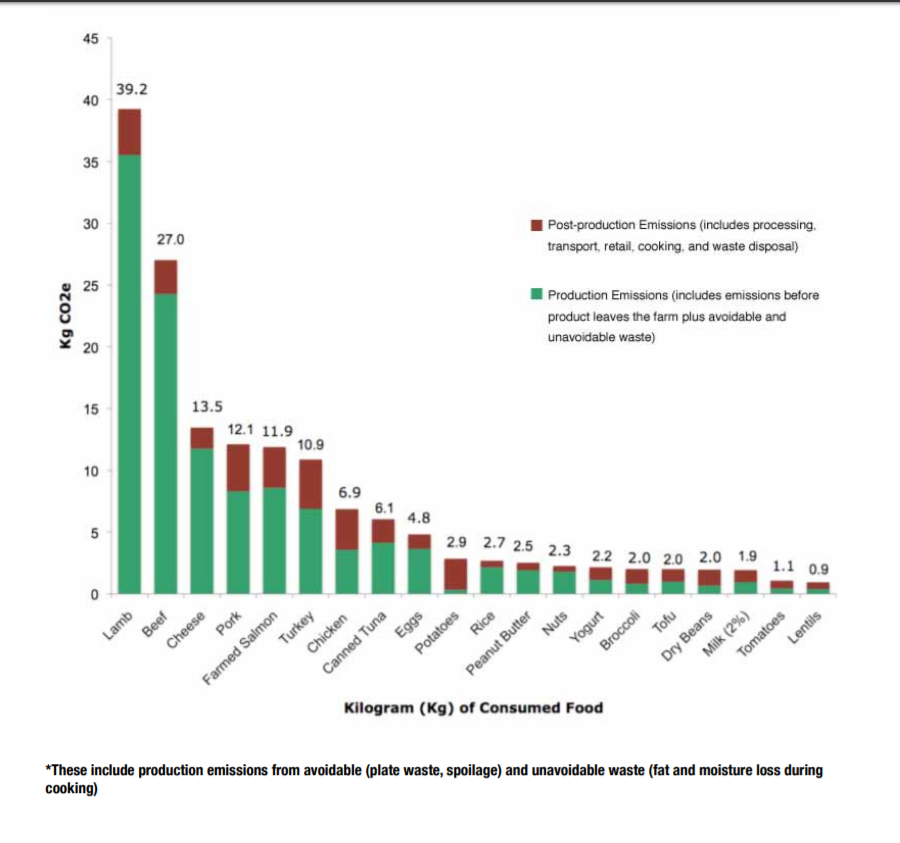 45
40
35
30
25
20
15
10
5
0
Kg CO2e
39.2
27.0
13.5
12.1
11.9
10.9
6.9
6.1
4.8
2.9
2.7
2.5
2.3
2.2
2.0
2.0
2.0
1.9
1.1
0.9
Post-production Emissions (includes processing,
transport, retail, cooking, and waste disposal)
Production Emissions (includes emissions before
product leaves the farm plus avoidable and
unavoidable waste)
Lamb
Beef
Cheese
Pork
Farmed Salmon
Turkey
Chicken
Canned Tuna
Eggs
Potatoes
Rice
Peanut Butter
Nuts
Yogurt
Broccoli
Tofu
Dry Beans
Milk (2%)
Tomatoes
Lentils
Kilogram (Kg) of Consumed Food
*These include production emissions from avoidable (plate waste, spoilage) and unavoidable waste (fat and moisture loss during
cooking)